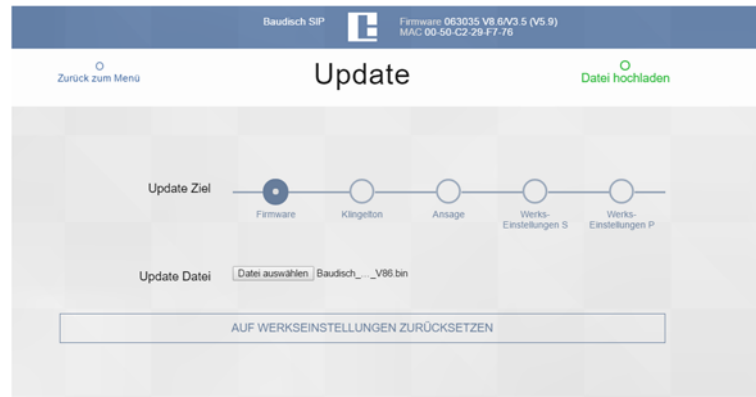 Baudisch SIP
Firmware 063035 V8.6/V3.5 (V5.9)
MAC 00-50-C2-29-F7-76
Zurück zum Menü
Update
Datei hochladen
Update Ziel
Firmware
Klingelton
Ansage
Werks-
Einstellungen S
Werks-
Einstellungen P
Update Datei
Datei auswählen Baudisch_..._V86.bin
AUF WERKSEINSTELLUNGEN ZURÜCKSETZEN